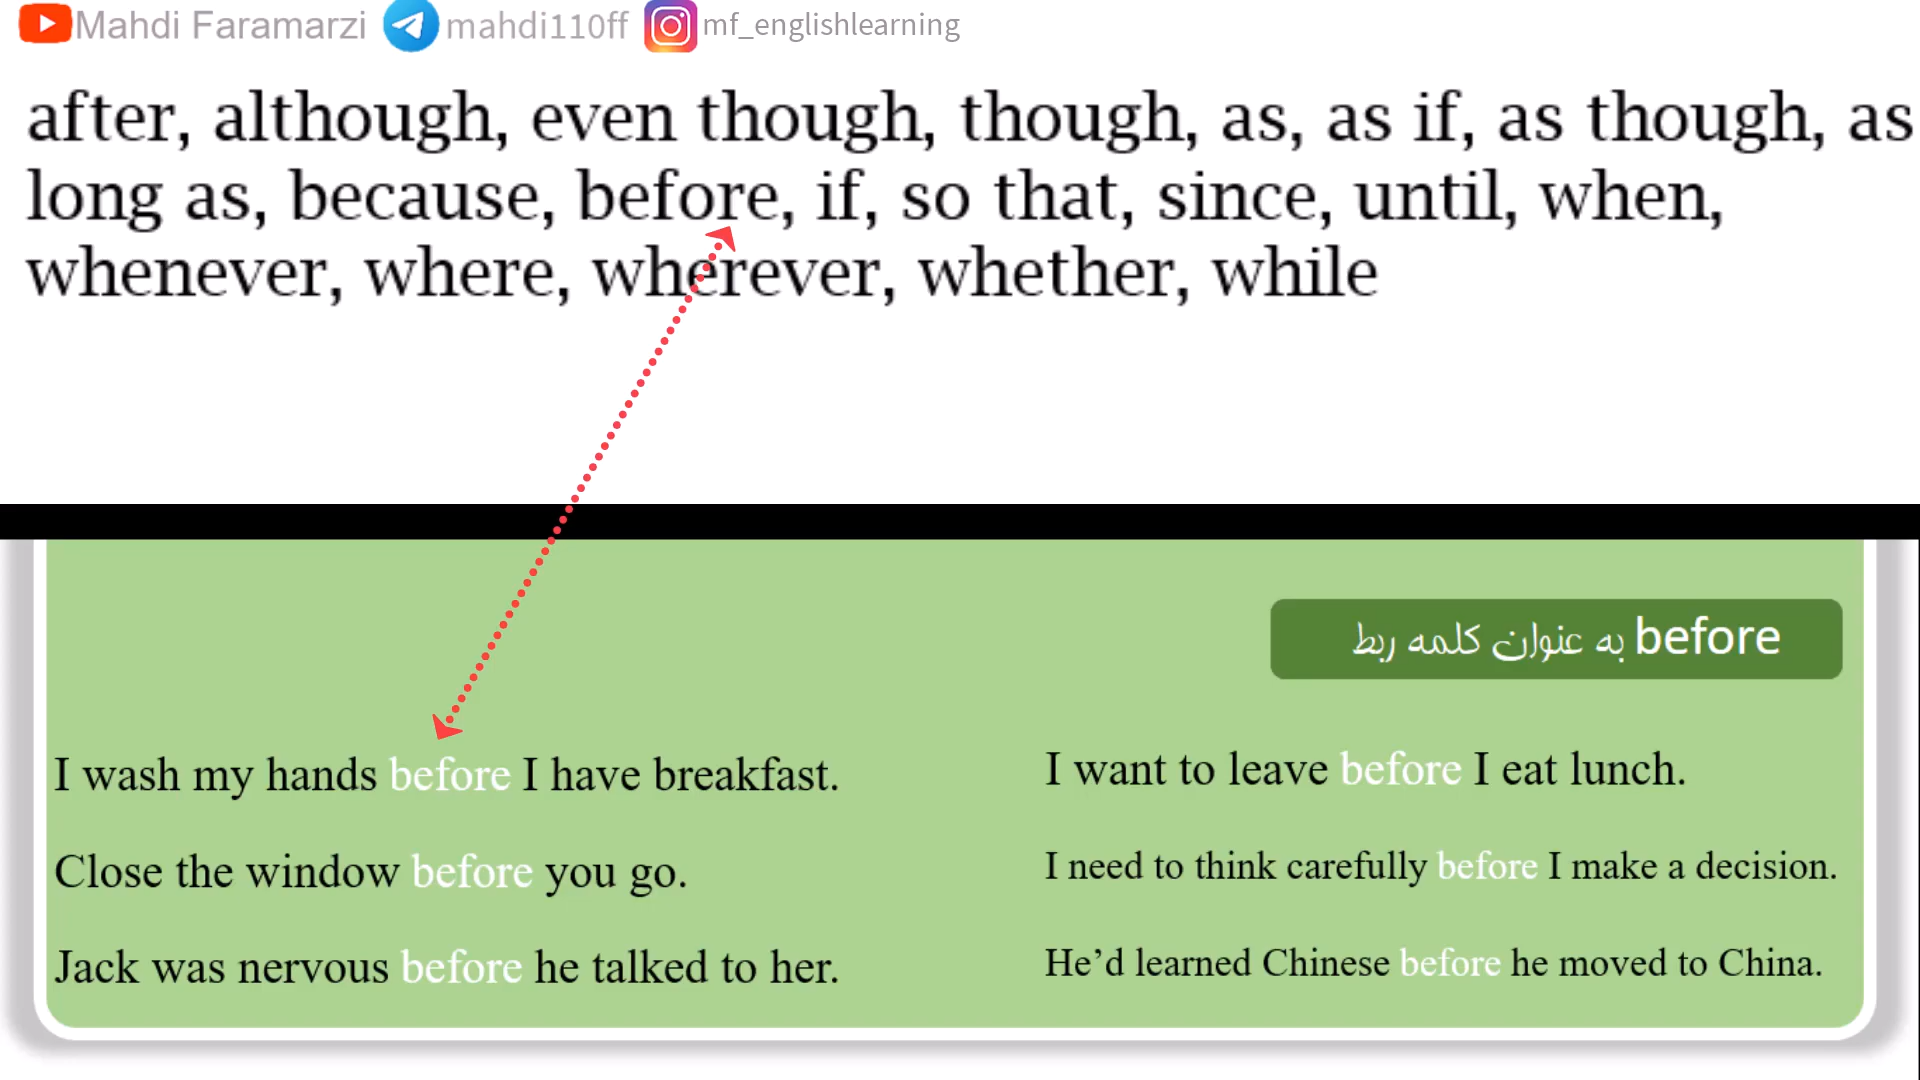 Mahdi Faramarzi mahdi110ff mf_englishlearning
after, although, even though, though, as, as if, as though, as
long as, because, before, if, so that, since, until, when,
whenever, where, wherever, whether, while
before به عنوان کلمه ربط
I wash my hands before I have breakfast.
Close the window before you go.
Jack was nervous before he talked to her.
I want to leave before I eat lunch.
I need to think carefully before I make a decision.
He’d learned Chinese before he moved to China.